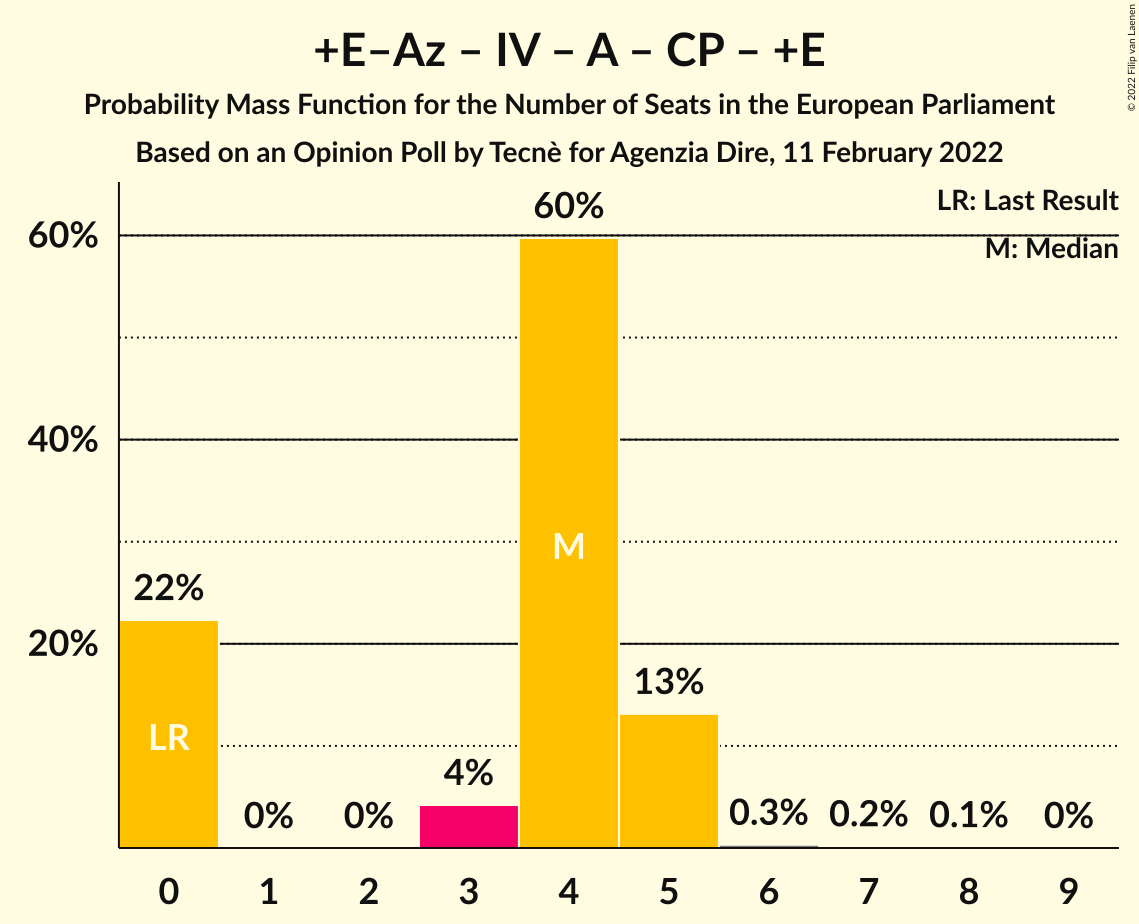 +E–Az – IV – A – CP – +E
Probability Mass Function for the Number of Seats in the European Parliament
Based on an Opinion Poll by Tecnè for Agenzia Dire, 11 February 2022
© 2022 Filip van Laenen
LR: Last Result
M: Median
60%
40%
20%
22%
0%
0%
4%
60%
13%
0.3%
0.2%
0.1%
0%
LR
M
0 1 2 3 4 5 6 7 8 9